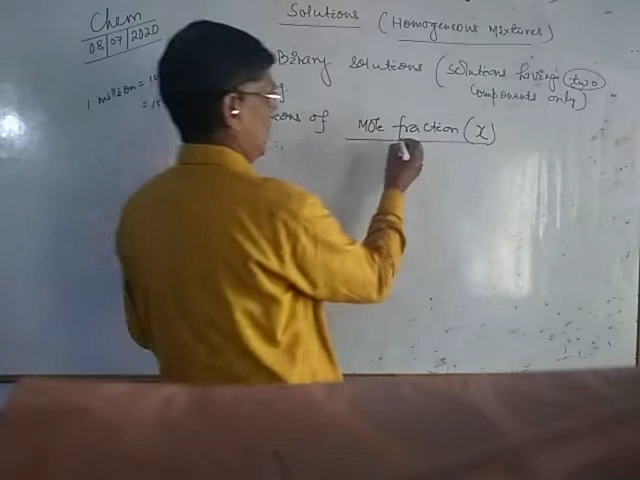 Chem
08/07/2020
Solutions (Homogeneous Mixtures)
Binary solutions (solutions having two
components only)
1 million = 10
= 10
of Mole fraction (x)